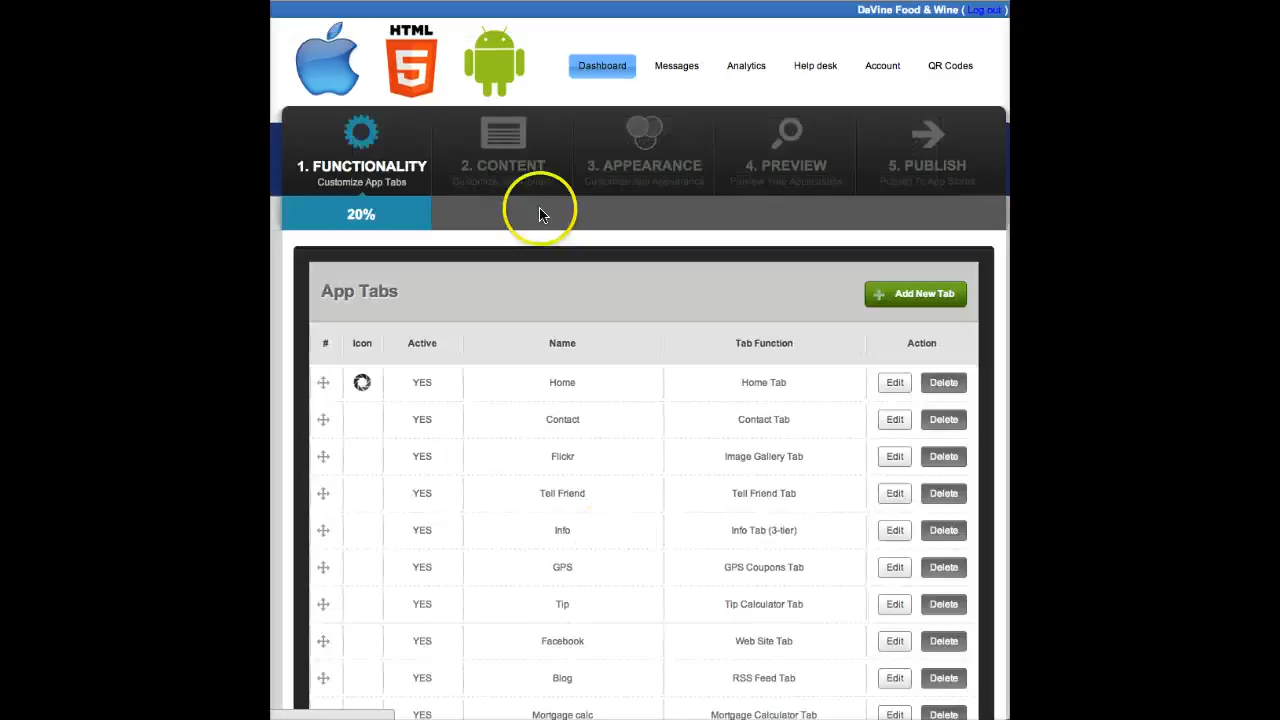 DaVine Food & Wine ( Log out )
HTML
5
Dashboard Messages Analytics Help desk Account QR Codes
1. FUNCTIONALITY 2. CONTENT 3. APPEARANCE 4. PREVIEW 5. PUBLISH
Customize App Tabs Customize App Appearance Preview Your Applications Publish To App Stores
20%
App Tabs Add New Tab
# Icon Active Name Tab Function Action
YES Home Home Tab Edit Delete
YES Contact Contact Tab Edit Delete
YES Flickr Image Gallery Tab Edit Delete
YES Tell Friend Tell Friend Tab Edit Delete
YES Info Info Tab (3-tier) Edit Delete
YES GPS GPS Coupons Tab Edit Delete
YES Tip Tip Calculator Tab Edit Delete
YES Facebook Web Site Tab Edit Delete
YES Blog RSS Feed Tab Edit Delete
YES Mortgage calc Mortgage Calculator Tab Edit Delete